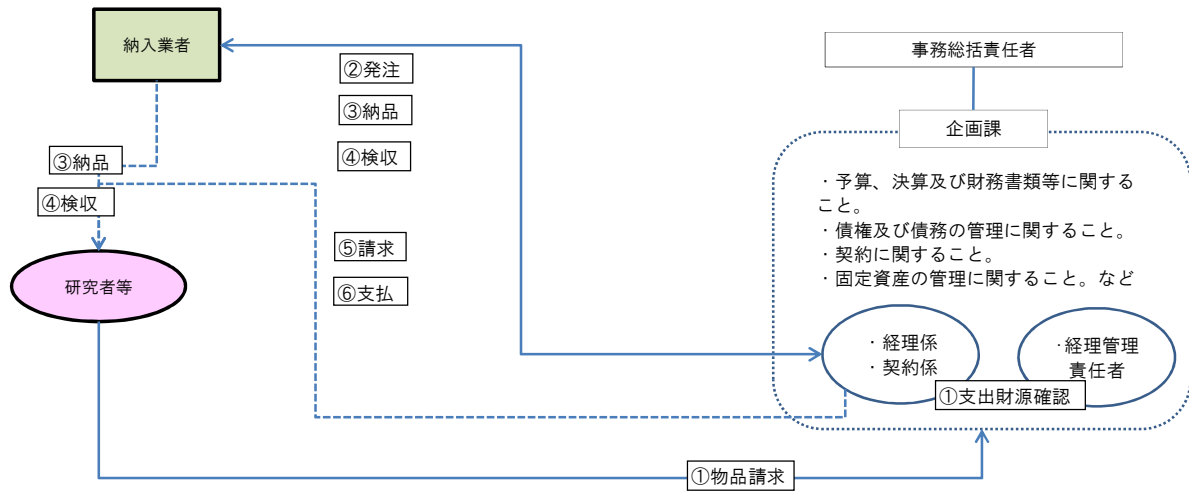 納入業者
事務総括責任者
②発注
③納品
④検収
企画課
③納品
④検収
・予算、決算及び財務書類等に関する
こと。
・債権及び債務の管理に関すること。
・契約に関すること。
・固定資産の管理に関すること。など
⑤請求
⑥支払
研究者等
・経理係
・契約係
・経理管理
責任者
①支出財源確認
①物品請求